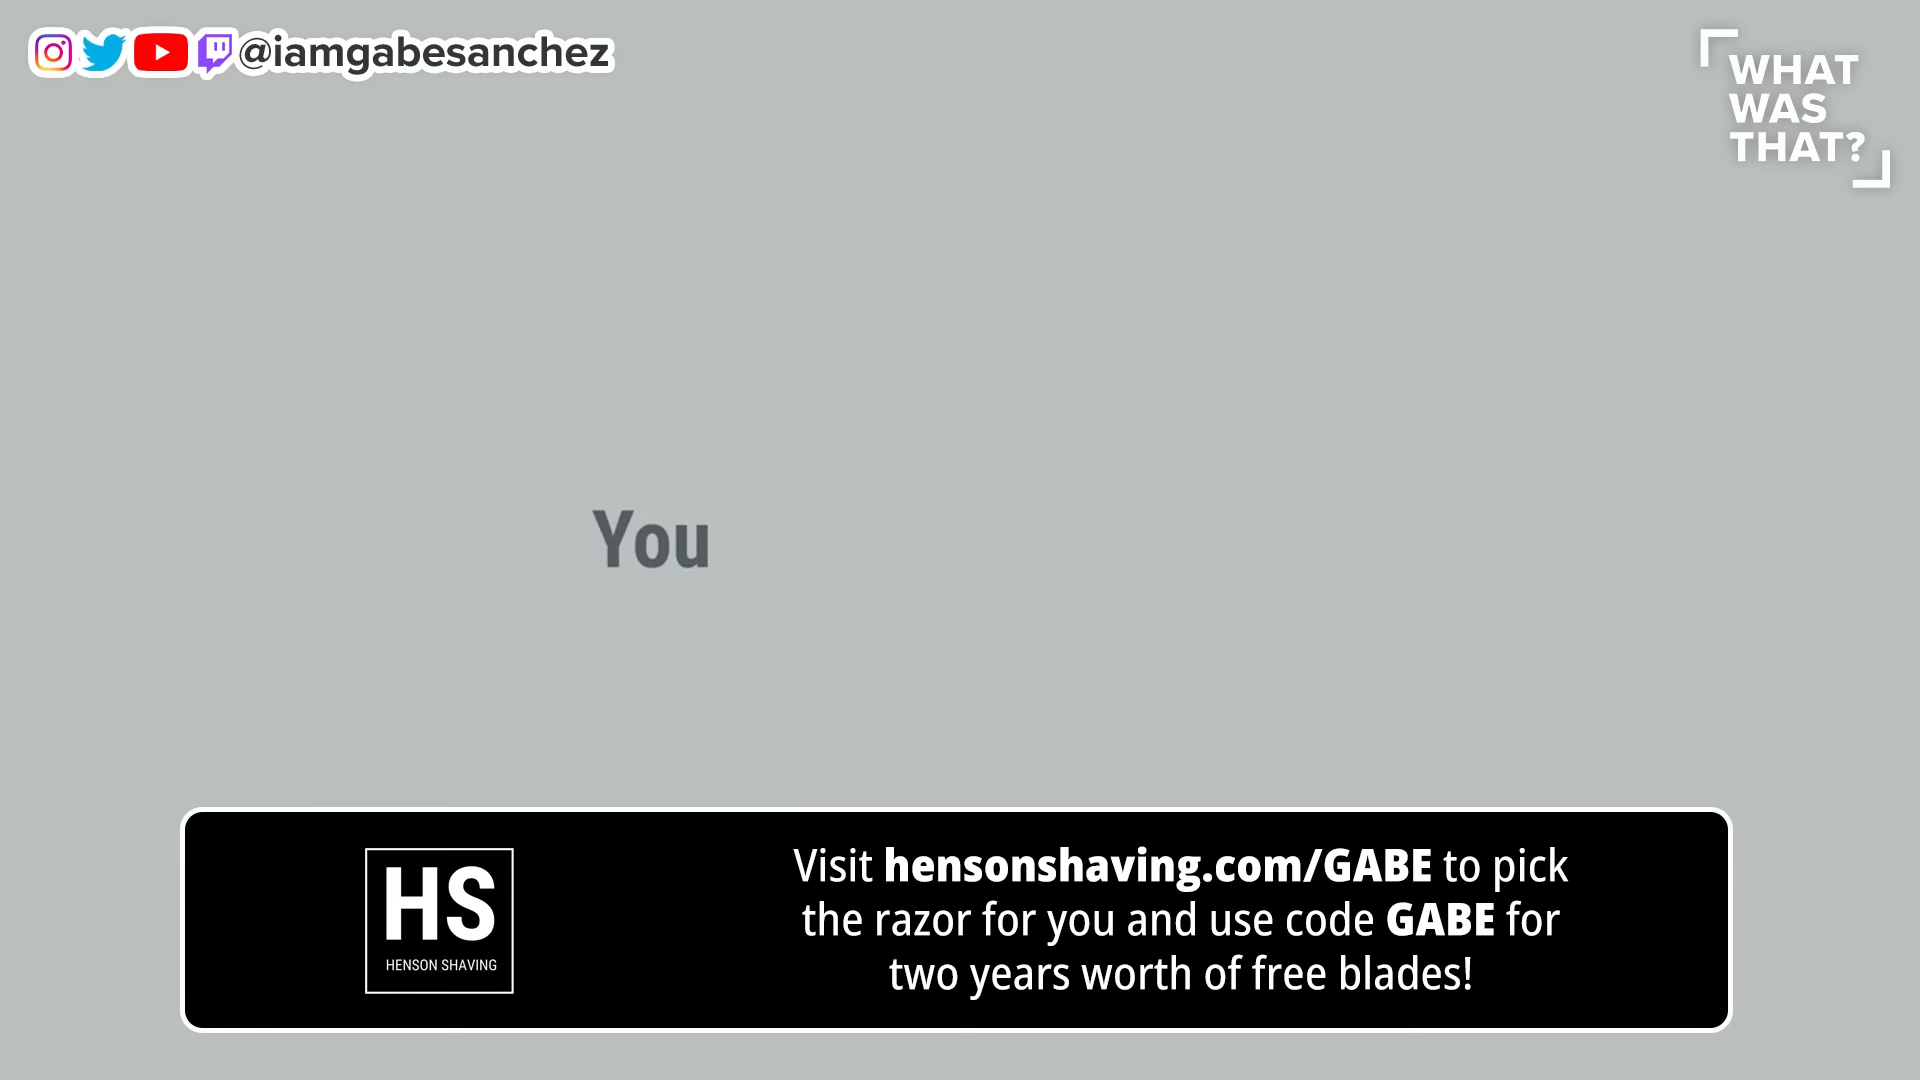 @iamgabesanchez
WHAT
WAS
THAT?
You
HS
HENSON SHAVING
Visit hensonshaving.com/GABE to pick
the razor for you and use code GABE for
two years worth of free blades!